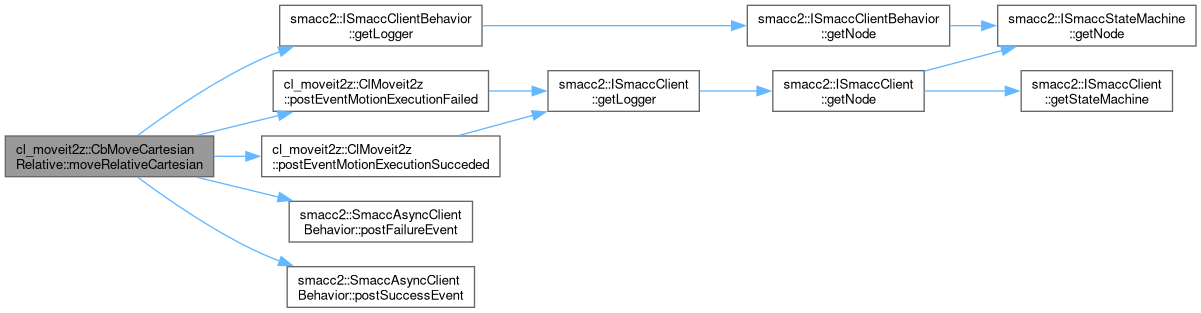 cl_moveit2z::CbMoveCartesian
Relative::moveRelativeCartesian
smacc2::ISmaccClientBehavior
::getLogger
smacc2::ISmaccClientBehavior
::getNode
smacc2::ISmaccStateMachine
::getNode
cl_moveit2z::ClMoveit2z
::postEventMotionExecutionFailed
smacc2::ISmaccClient
::getLogger
smacc2::ISmaccClient
::getNode
smacc2::ISmaccClient
::getStateMachine
cl_moveit2z::ClMoveit2z
::postEventMotionExecutionSucceded
smacc2::SmaccAsyncClient
Behavior::postFailureEvent
smacc2::SmaccAsyncClient
Behavior::postSuccessEvent